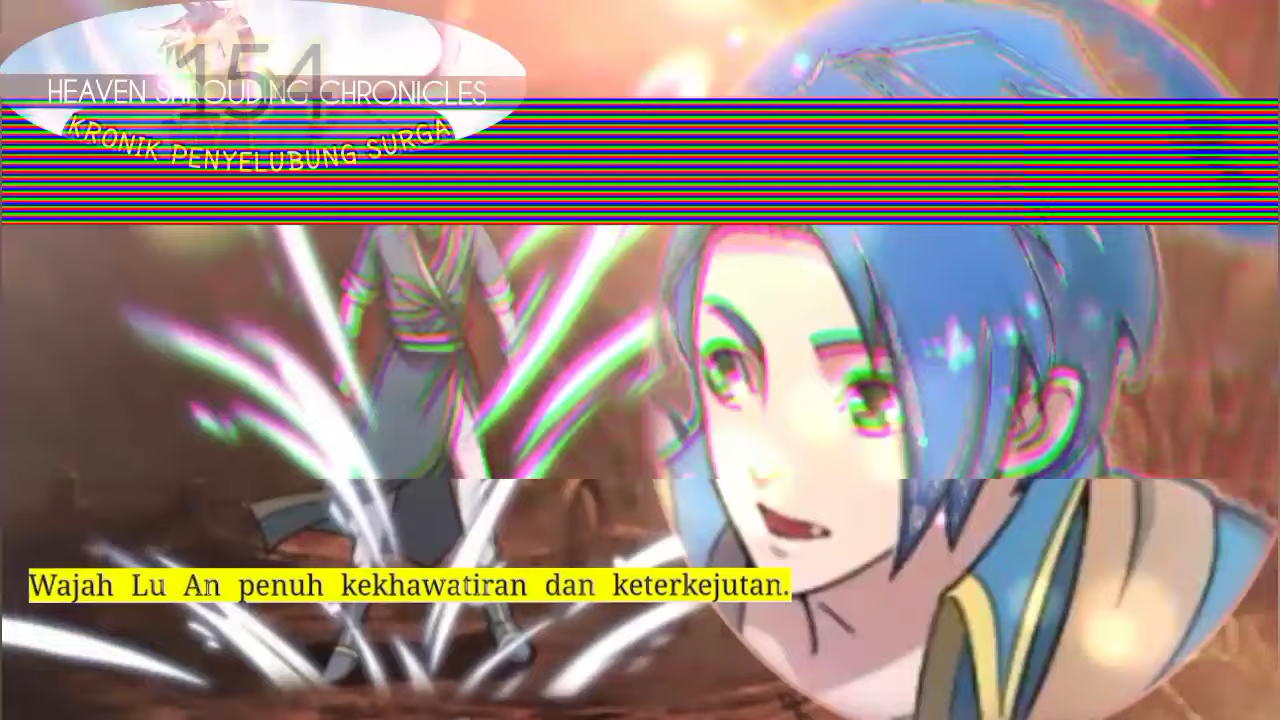 154
HEAVEN SHROUDING CHRONICLES
KRONIK PENYELUBUNG SURGA
Wajah Lu An penuh kekhawatiran dan keterkejutan.